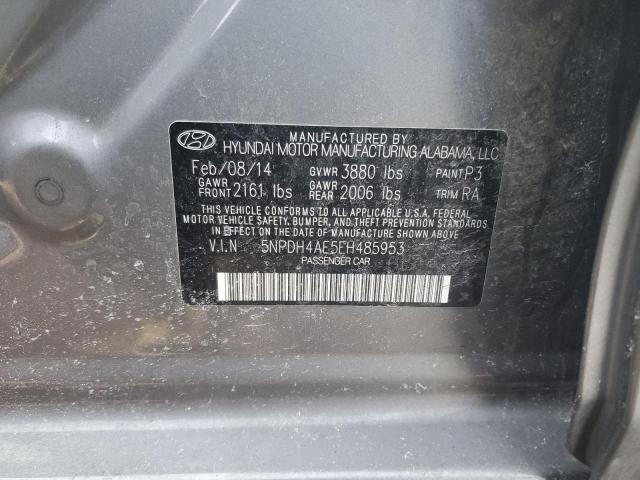 MANUFACTURED BY
HYUNDAI MOTOR MANUFACTURING ALABAMA, LLC
Feb/08/14 GVWR 3880 lbs PAINT P3
GAWR FRONT 2161 lbs GAWR REAR 2006 lbs TRIM RA
THIS VEHICLE CONFORMS TO ALL APPLICABLE U.S.A. FEDERAL
MOTOR VEHICLE SAFETY, BUMPER, AND THEFT PREVENTION STANDARDS
IN EFFECT ON THE DATE OF MANUFACTURE SHOWN ABOVE.
V.I.N 5NPDH4AE5EH485953
PASSENGER CAR